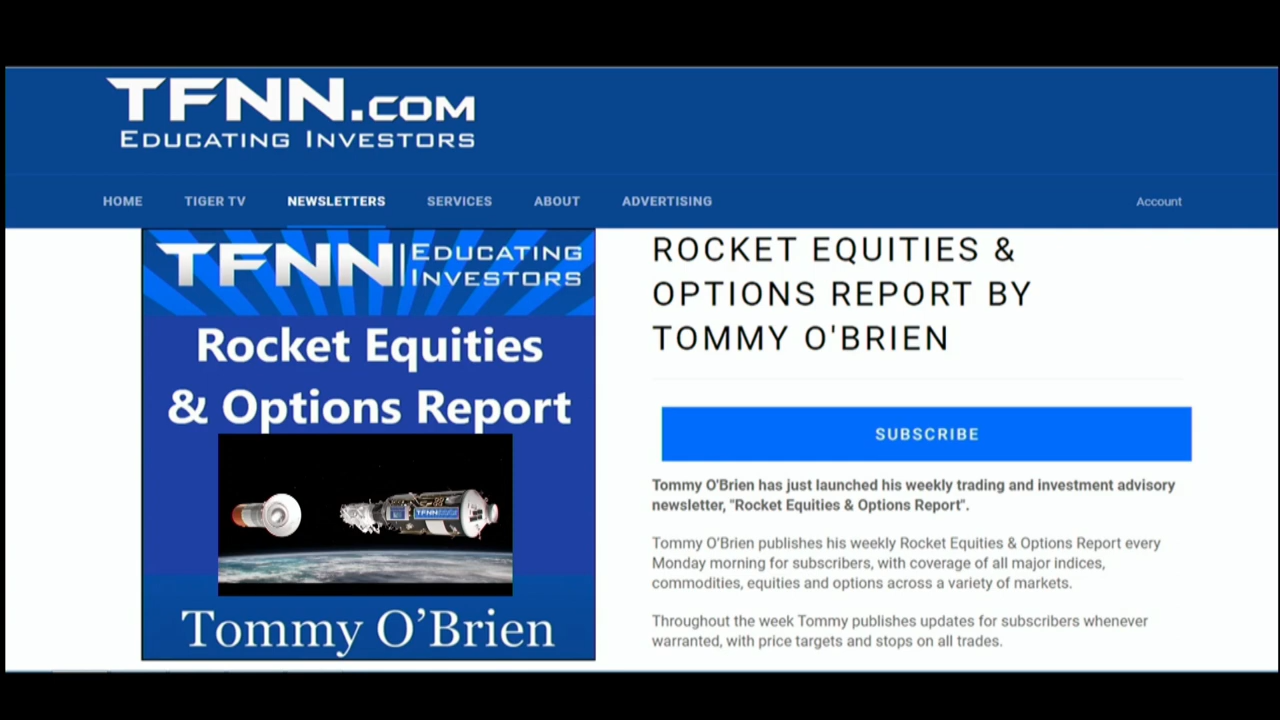 TFNN.COM
EDUCATING INVESTORS
HOME TIGER TV NEWSLETTERS SERVICES ABOUT ADVERTISING Account
TFNN EDUCATING
INVESTORS
Rocket Equities
& Options Report
TFNN
Tommy O’Brien
ROCKET EQUITIES &
OPTIONS REPORT BY
TOMMY O'BRIEN
SUBSCRIBE
Tommy O'Brien has just launched his weekly trading and investment advisory
newsletter, "Rocket Equities & Options Report".
Tommy O'Brien publishes his weekly Rocket Equities & Options Report every
Monday morning for subscribers, with coverage of all major indices,
commodities, equities and options across a variety of markets.
Throughout the week Tommy publishes updates for subscribers whenever
warranted, with price targets and stops on all trades.